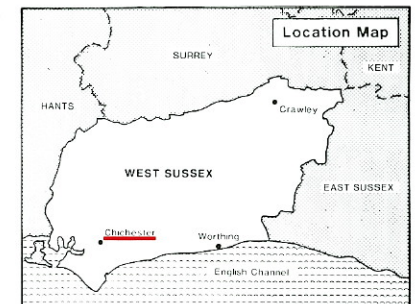 Location Map
SURREY
KENT
HANTS
Crawley
WEST SUSSEX
EAST SUSSEX
Chichester
Worthing
English Channel